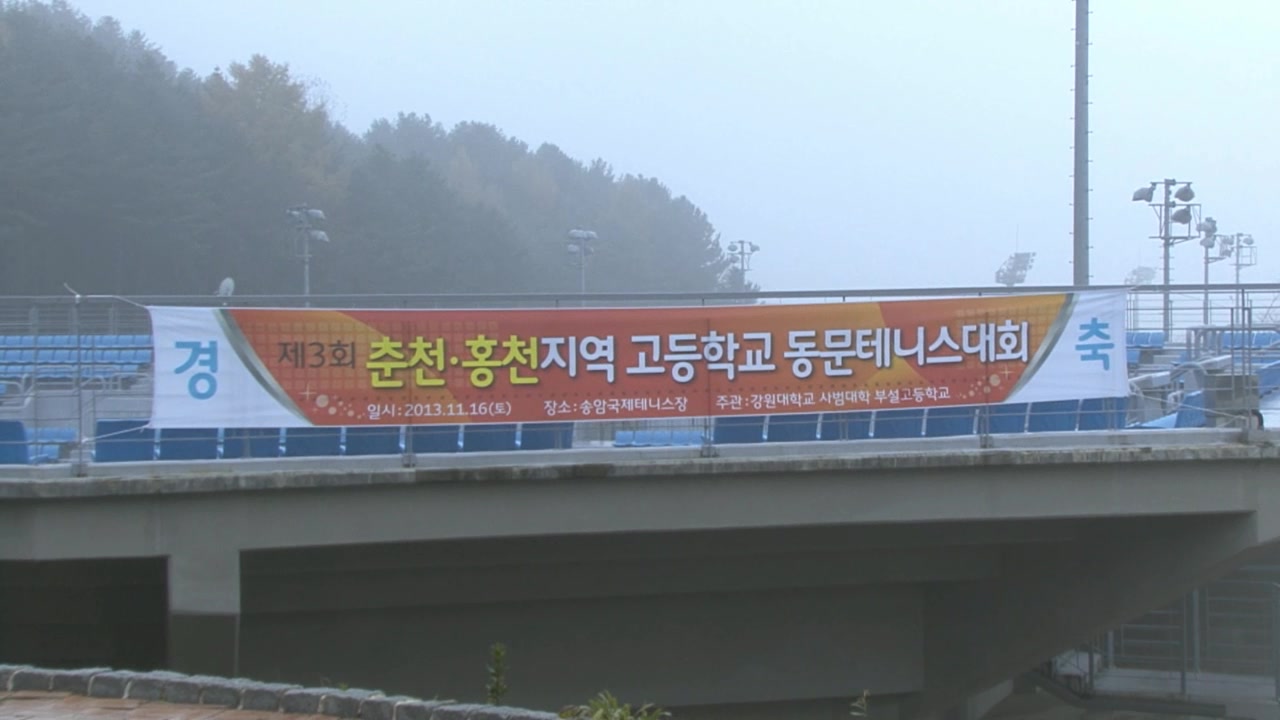 경 축
제3회 춘천·홍천지역 고등학교 동문테니스대회
일시:2013.11.16(토) 장소:송암국제테니스장 주관:강원대학교 사범대학 부설고등학교